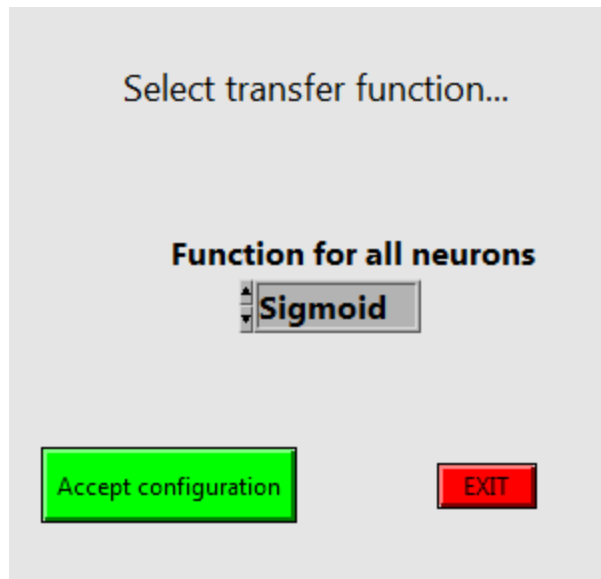 Select transfer function...
Function for all neurons
Sigmoid
Accept configuration
EXIT